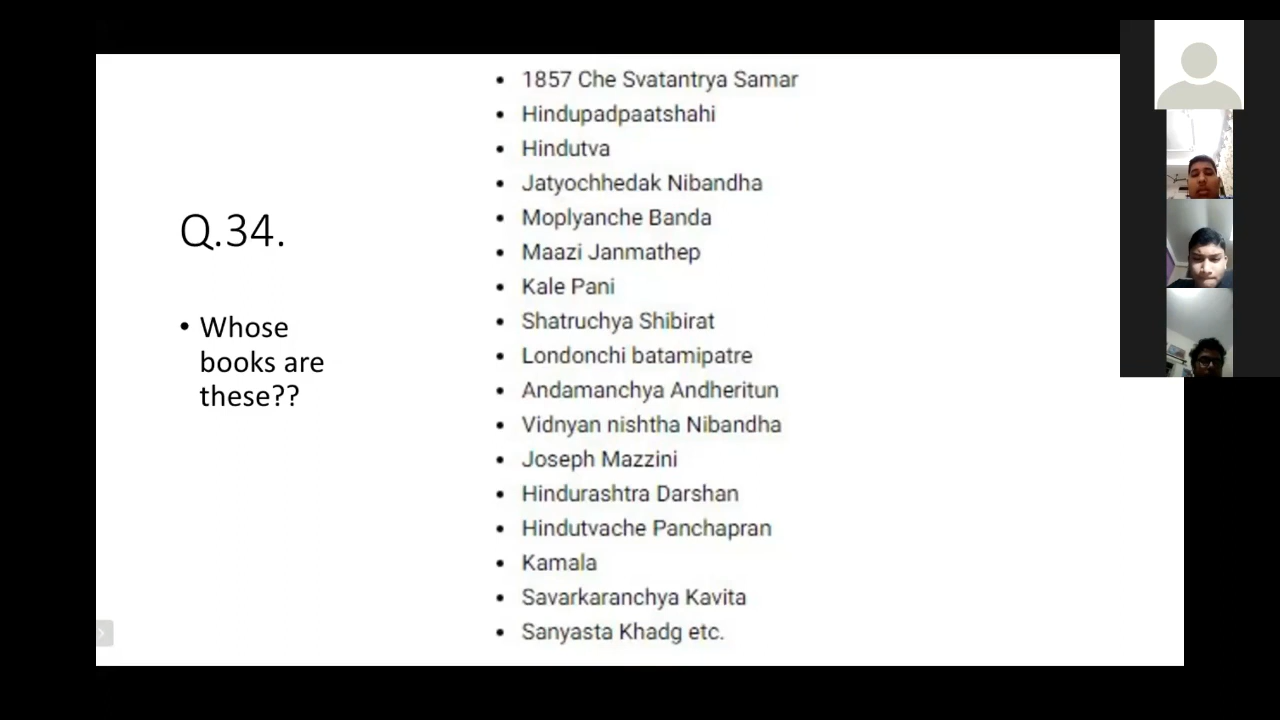 Q.34.
• Whose
books are
these??
• 1857 Che Svatantrya Samar
• Hindupadpaatshahi
• Hindutva
• Jatyochhedak Nibandha
• Moplyanche Banda
• Maazi Janmathep
• Kale Pani
• Shatruchya Shibirat
• Londonchi batamipatre
• Andamanchya Andheritun
• Vidnyan nishtha Nibandha
• Joseph Mazzini
• Hindurashtra Darshan
• Hindutvache Panchapran
• Kamala
• Savarkaranchya Kavita
• Sanyasta Khadg etc.